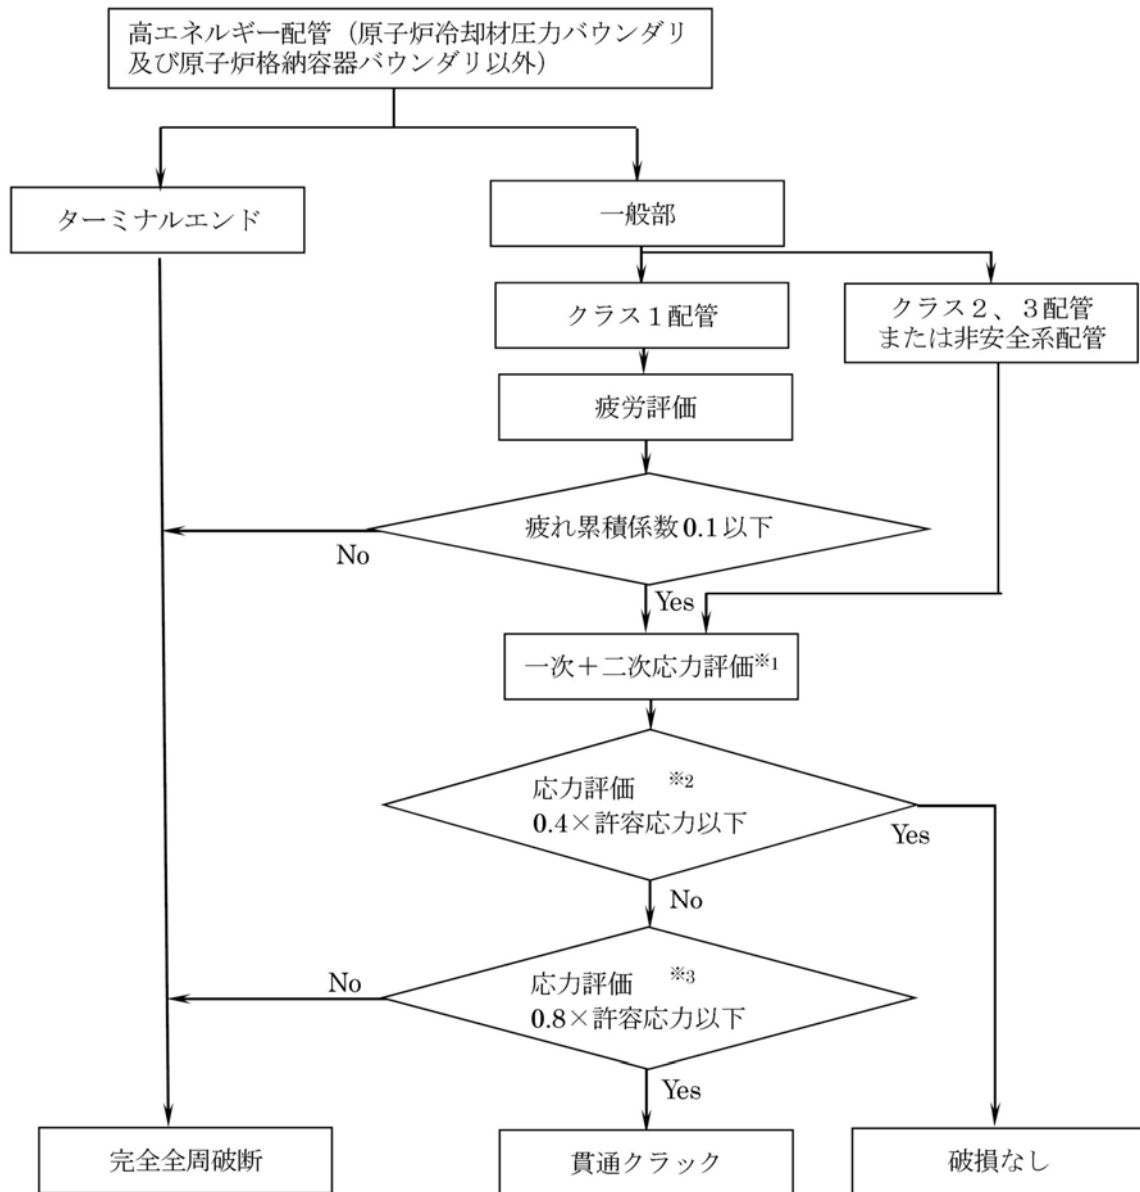 高エネルギー配管（原子炉冷却材圧力バウンダリ
及び原子炉格納容器バウンダリ以外）
ターミナルエンド
一般部
クラス１配管
クラス２、３配管
または非安全系配管
疲労評価
疲れ累積係数 0.1 以下
No
Yes
一次＋二次応力評価※1
応力評価 ※2
0.4×許容応力以下
Yes
No
応力評価 ※3
0.8×許容応力以下
No
Yes
完全全周破断
貫通クラック
破損なし